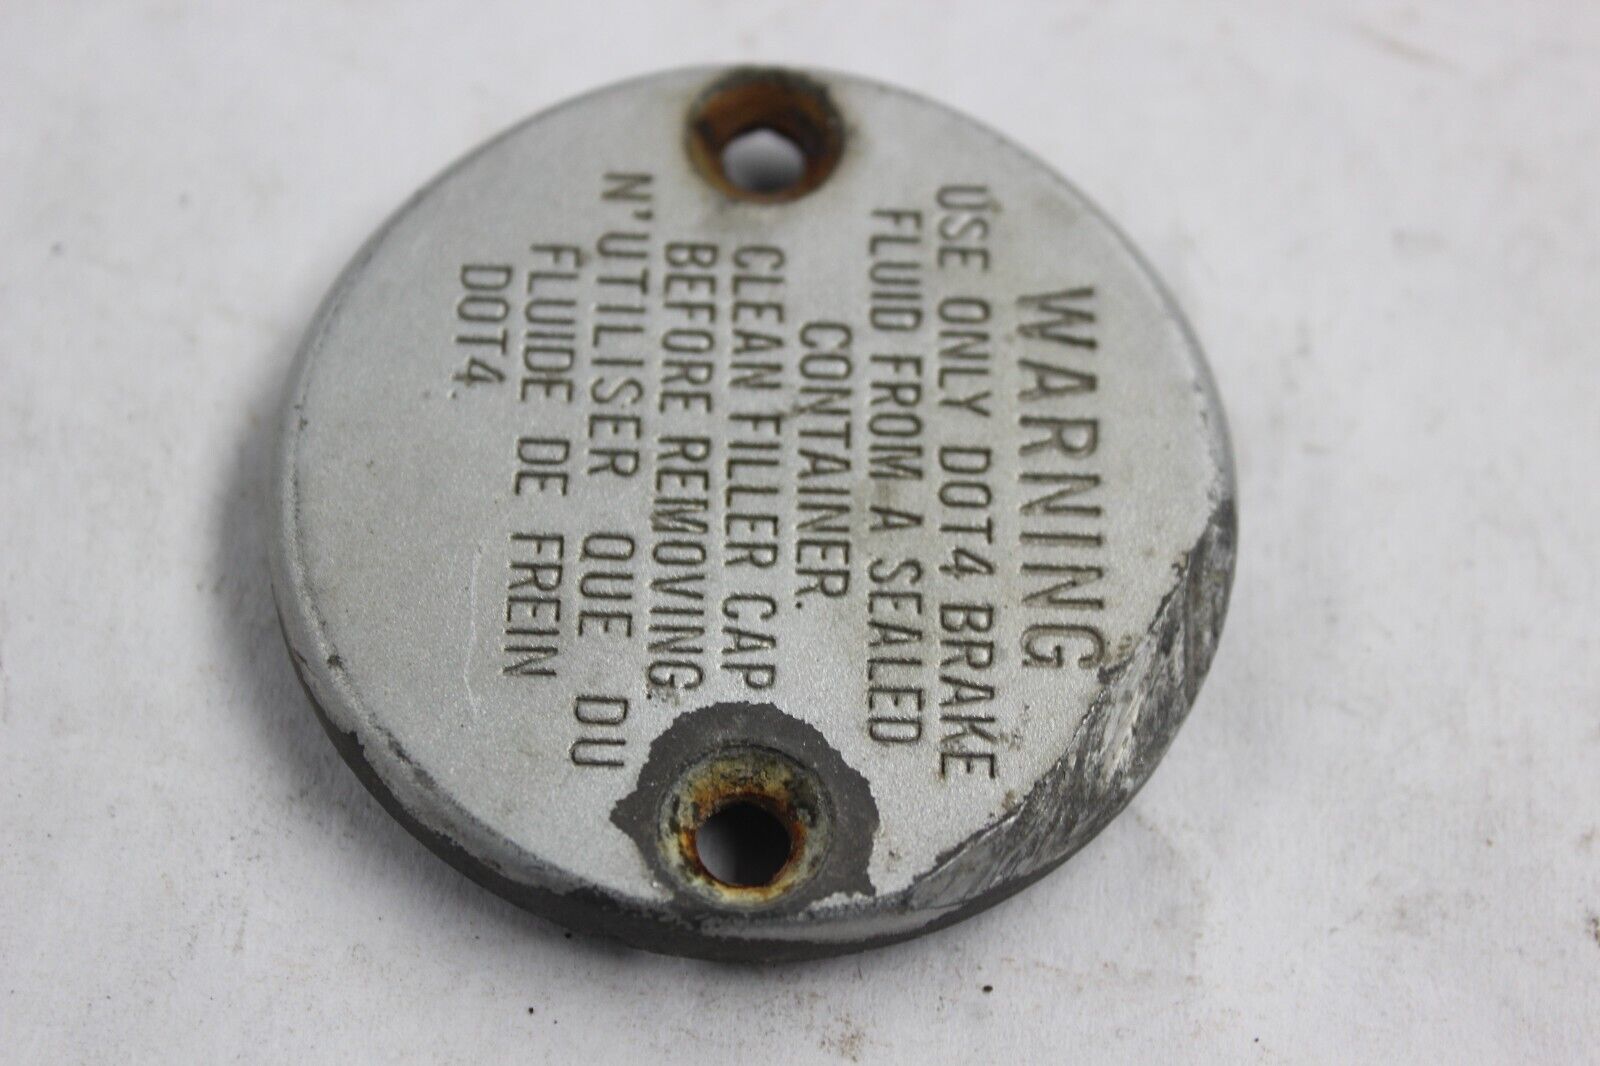 WARNING
USE ONLY DOT4 BRAKE
FLUID FROM A SEALED
CONTAINER.
CLEAN FILLER CAP
BEFORE REMOVING.
N'UTILISER QUE DU
FLUIDE DE FREIN
DOT4.